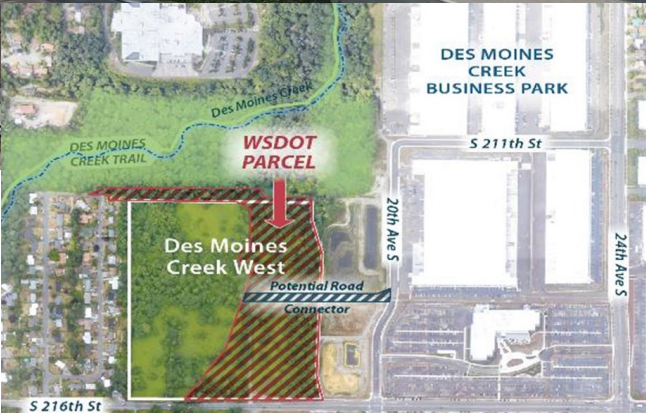 DES MOINES
CREEK
BUSINESS PARK
Des Moines Creek
DES MOINES
CREEK TRAIL
WSDOT
PARCEL
S 211th St
20th Ave S
24th Ave S
Des Moines
Creek West
Potential Road
Connector
S 216th St